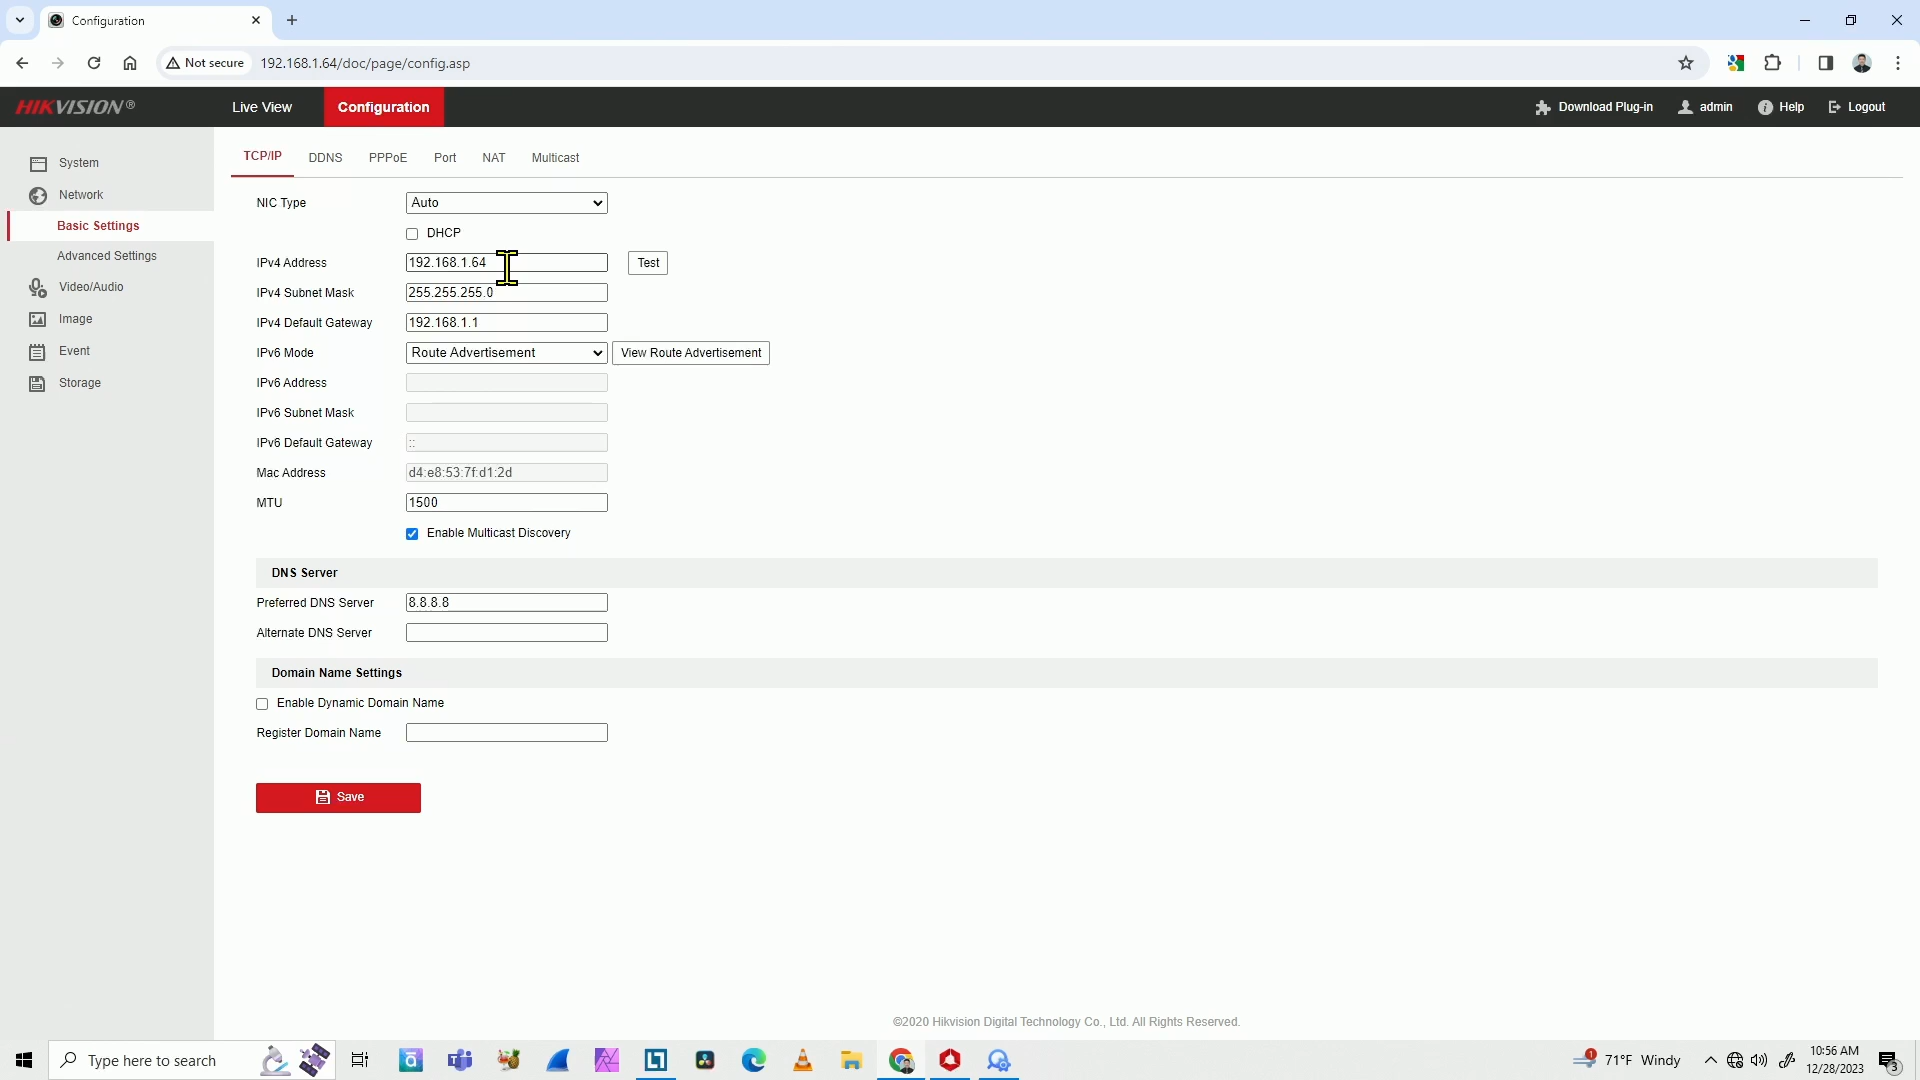 Configuration
Not secure 192.168.1.64/doc/page/config.asp
HIKVISION® Live View Configuration Download Plug-in admin Help Logout
System
Network
Basic Settings
Advanced Settings
Video/Audio
Image
Event
Storage
TCP/IP DDNS PPPoE Port NAT Multicast
NIC Type Auto
DHCP
IPv4 Address 192.168.1.64 Test
IPv4 Subnet Mask 255.255.255.0
IPv4 Default Gateway 192.168.1.1
IPv6 Mode Route Advertisement View Route Advertisement
IPv6 Address
IPv6 Subnet Mask
IPv6 Default Gateway ::
Mac Address d4:e8:53:7f:d1:2d
MTU 1500
Enable Multicast Discovery
DNS Server
Preferred DNS Server 8.8.8.8
Alternate DNS Server
Domain Name Settings
Enable Dynamic Domain Name
Register Domain Name
Save
©2020 Hikvision Digital Technology Co., Ltd. All Rights Reserved.
Type here to search 1 71°F Windy 10:56 AM
12/28/2023 3